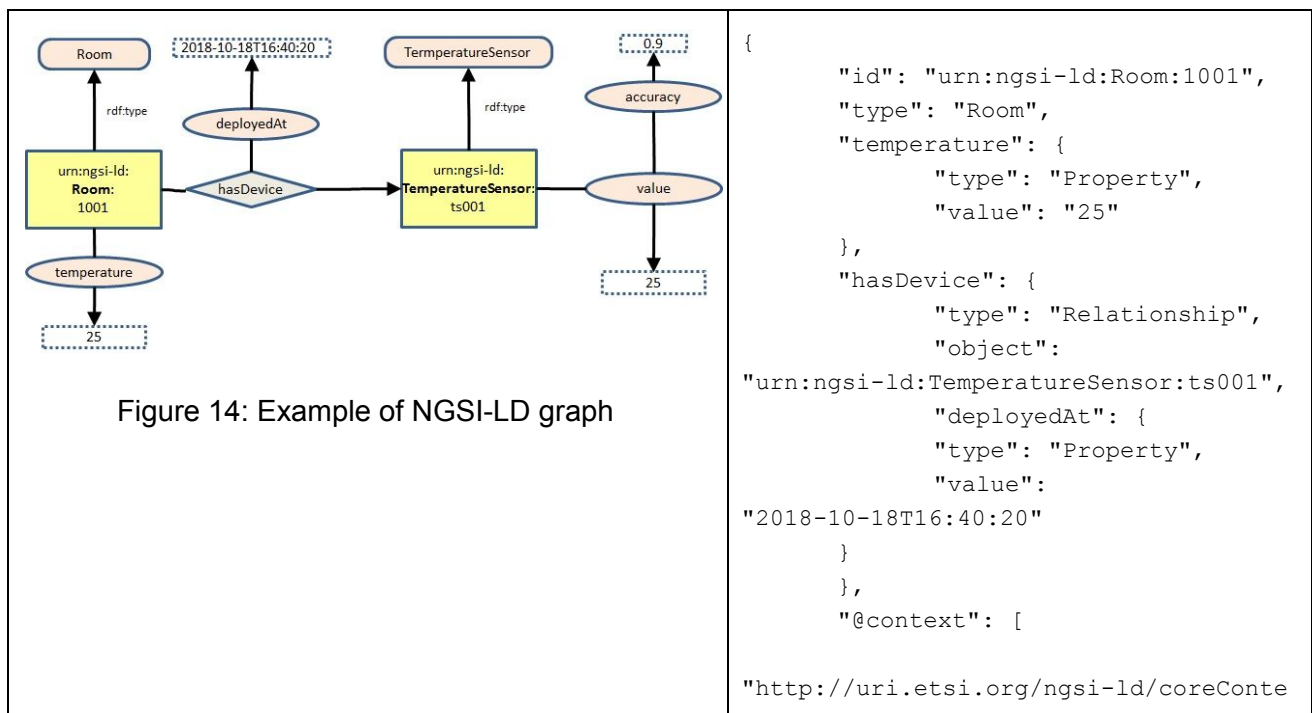 Room
2018-10-18T16:40:20
TermperatureSensor
0.9
rdf:type
deployedAt
rdf:type
accuracy
urn:ngsi-ld:
Room:
1001
hasDevice
urn:ngsi-ld:
TemperatureSensor:
ts001
value
temperature
25
25
Figure 14: Example of NGSI-LD graph
{
"id": "urn:ngsi-ld:Room:1001",
"type": "Room",
"temperature": {
"type": "Property",
"value": "25"
},
"hasDevice": {
"type": "Relationship",
"object":
"urn:ngsi-ld:TemperatureSensor:ts001",
"deployedAt": {
"type": "Property",
"value":
"2018-10-18T16:40:20"
}
},
"@context": [
"http://uri.etsi.org/ngsi-ld/coreConte